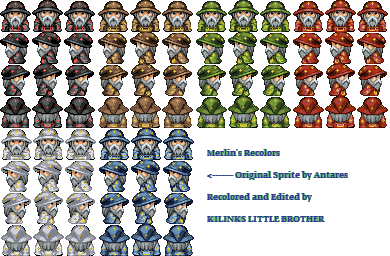 Merlin's Recolors
<-------- Original Sprite by Antares
Recolored and Edited by
KILINKS LITTLE BROTHER